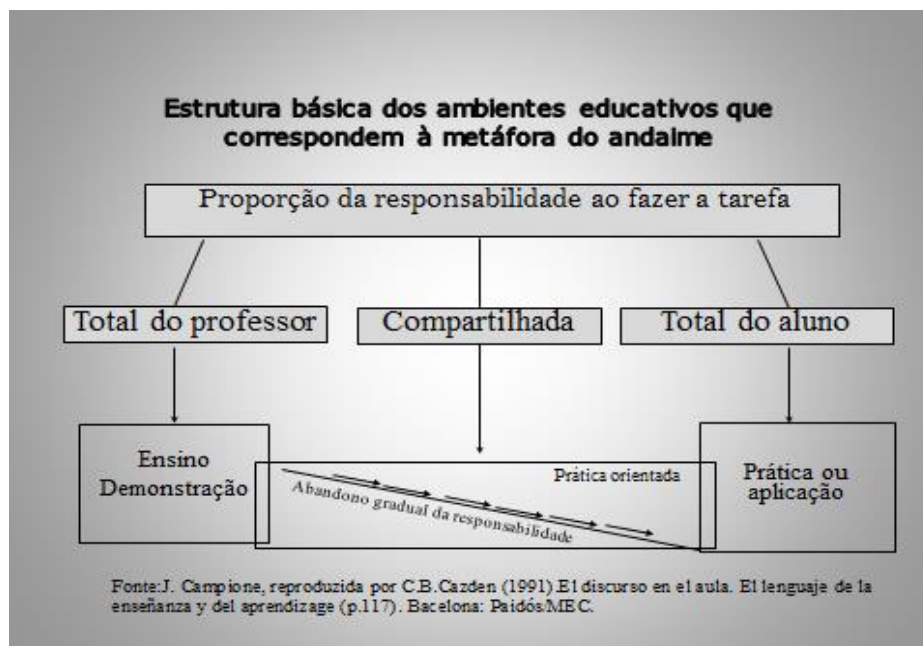 Estrutura básica dos ambientes educativos que
correspondem à metáfora do andaime
Proporção da responsabilidade ao fazer a tarefa
Total do professor
Compartilhada
Total do aluno
Ensino
Demonstração
Prática orientada
Abandono gradual da responsabilidade
Prática ou
aplicação
Fonte:J. Campione, reproduzida por C.B.Cazden (1991).El discurso en el aula. El lenguaje de la
enseñanza y del aprendizage (p.117). Bacelona: Paidós/MEC.